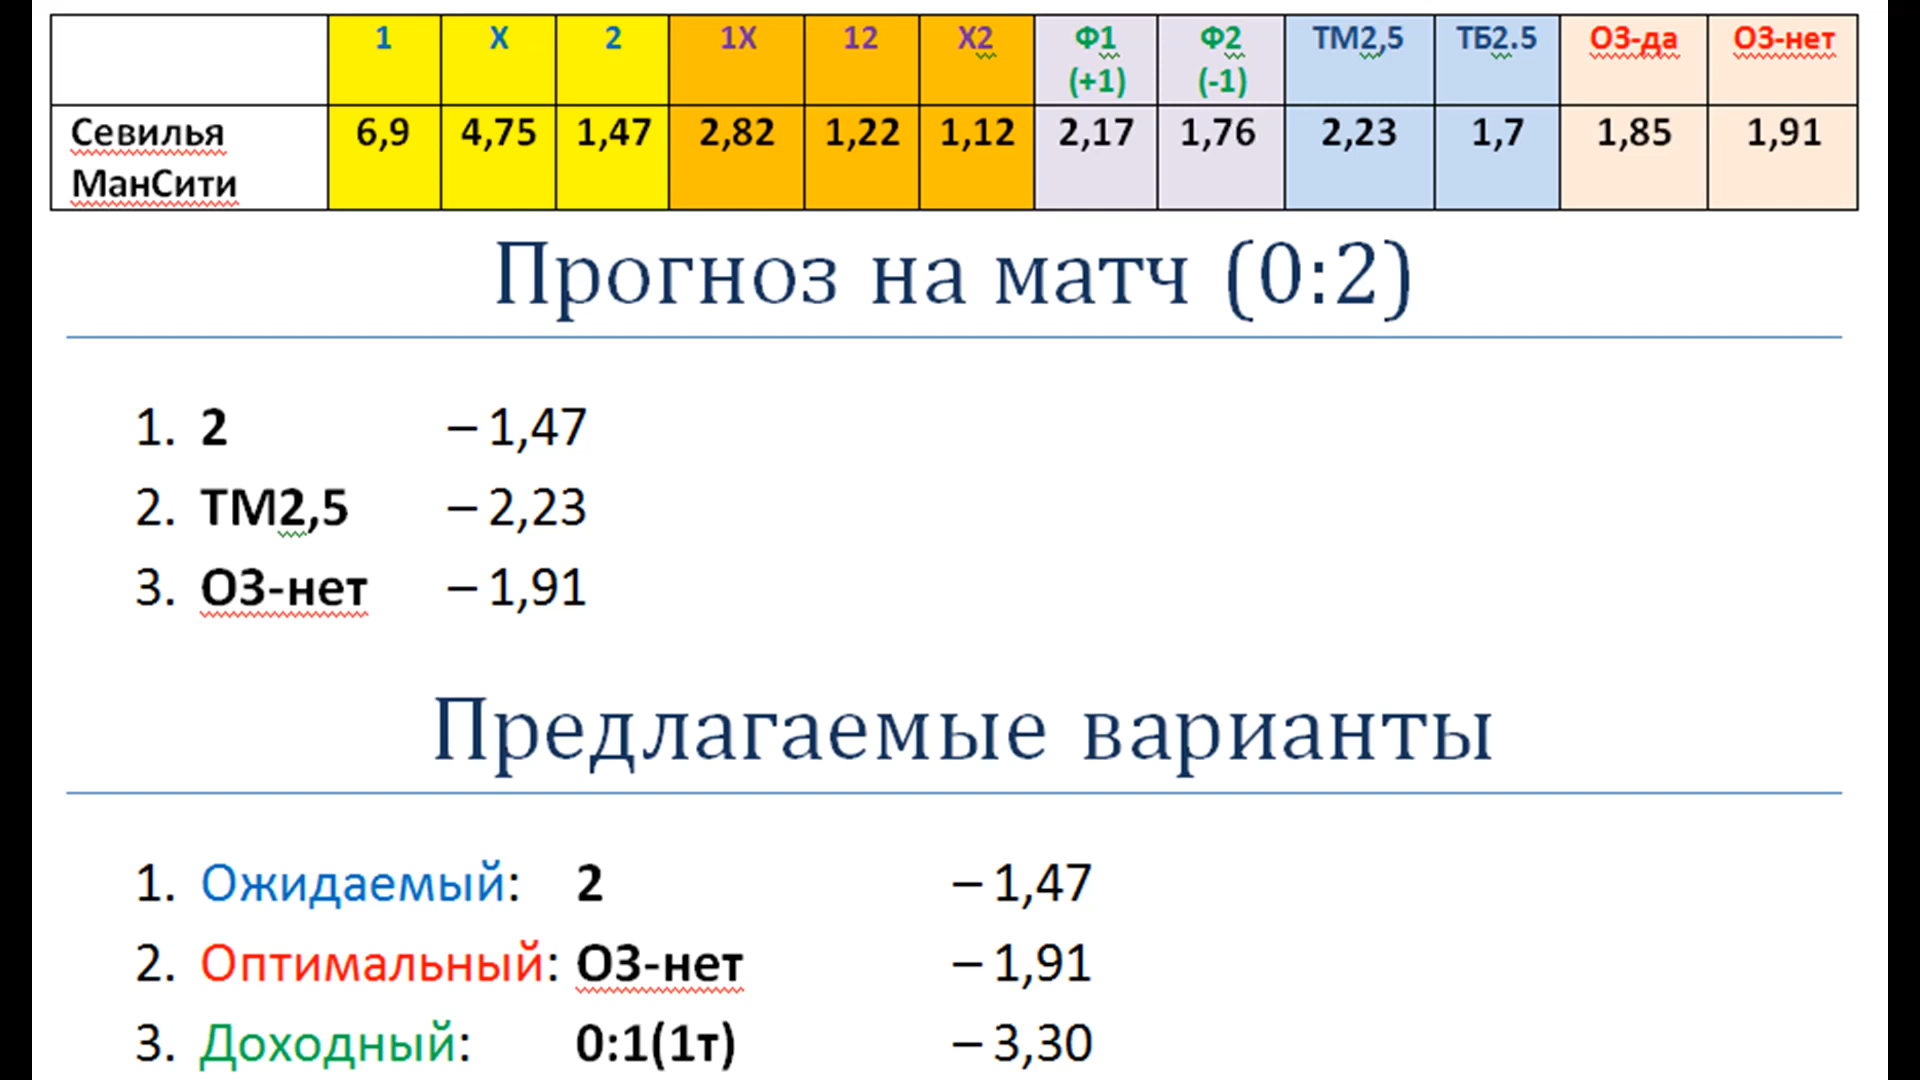 1 X 2 1X 12 X2 Ф1 (+1) Ф2 (-1) ТМ2,5 ТБ2.5 ОЗ-да ОЗ-нет
Севилья МанСити 6,9 4,75 1,47 2,82 1,22 1,12 2,17 1,76 2,23 1,7 1,85 1,91
Прогноз на матч (0:2)
1. 2 – 1,47
2. ТМ2,5 – 2,23
3. ОЗ-нет – 1,91
Предлагаемые варианты
1. Ожидаемый: 2 – 1,47
2. Оптимальный: ОЗ-нет – 1,91
3. Доходный: 0:1(1т) – 3,30